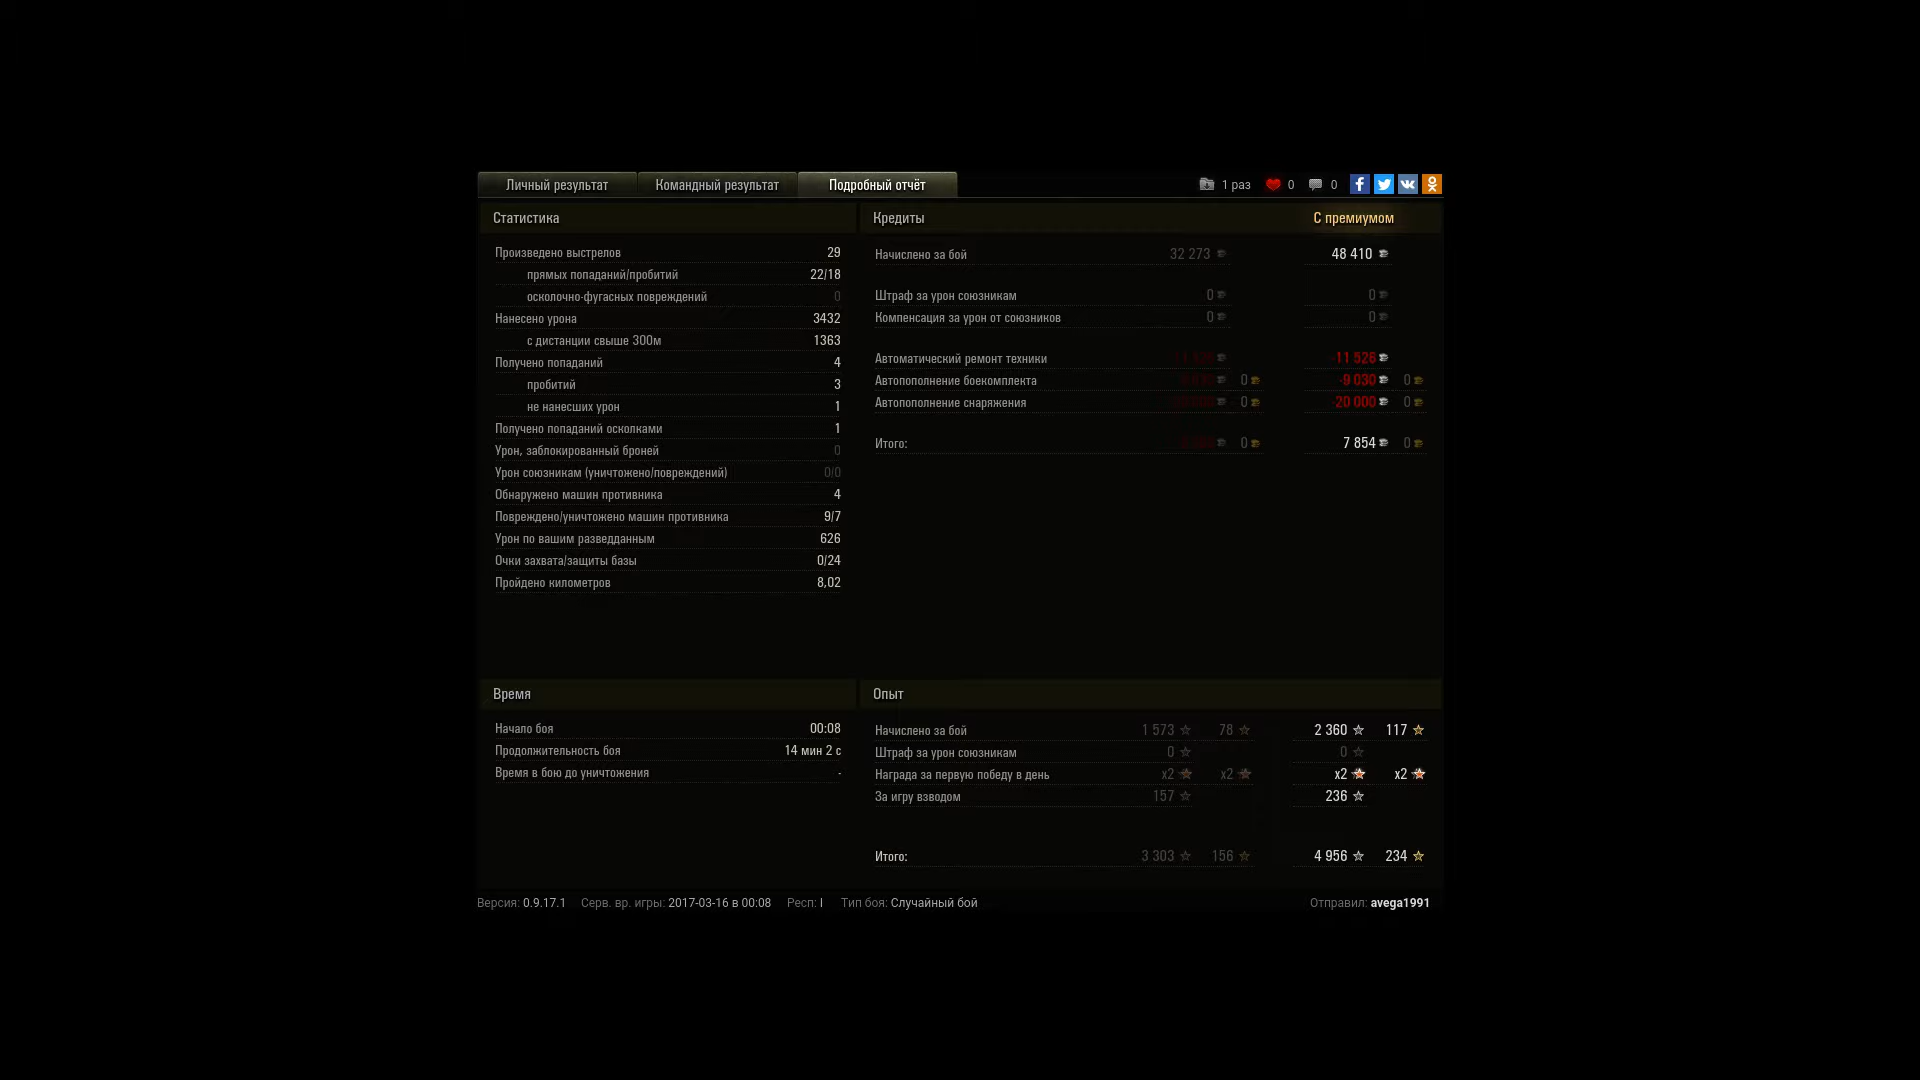 Личный результат Командный результат Подробный отчёт 1 раз 0 0
Статистика
Произведено выстрелов 29
прямых попаданий/пробитий 22/18
осколочно-фугасных повреждений 0
Нанесено урона 3432
с дистанции свыше 300м 1363
Получено попаданий 4
пробитий 3
не нанесших урон 1
Получено попаданий осколками 1
Урон, заблокированный броней 0
Урон союзникам (уничтожено/повреждений) 0/0
Обнаружено машин противника 4
Повреждено/уничтожено машин противника 9/7
Урон по вашим разведданным 626
Очки захвата/защиты базы 0/24
Пройдено километров 8,02
Кредиты С премиумом
Начислено за бой 32 273 48 410
Штраф за урон союзникам 0 0
Компенсация за урон от союзников 0 0
Автоматический ремонт техники -11 526
Автопополнение боекомплекта 0 -9 030 0
Автопополнение снаряжения 0 -20 000 0
Итого: 0 7 854 0
Время
Начало боя 00:08
Продолжительность боя 14 мин 2 с
Время в бою до уничтожения -
Опыт
Начислено за бой 1 573 78 2 360 117
Штраф за урон союзникам 0 0
Награда за первую победу в день x2 x2 x2 x2
За игру взводом 157 236
Итого: 3 303 156 4 956 234
Версия: 0.9.17.1 Серв. вр. игры: 2017-03-16 в 00:08 Респ: I Тип боя: Случайный бой Отправил: avega1991